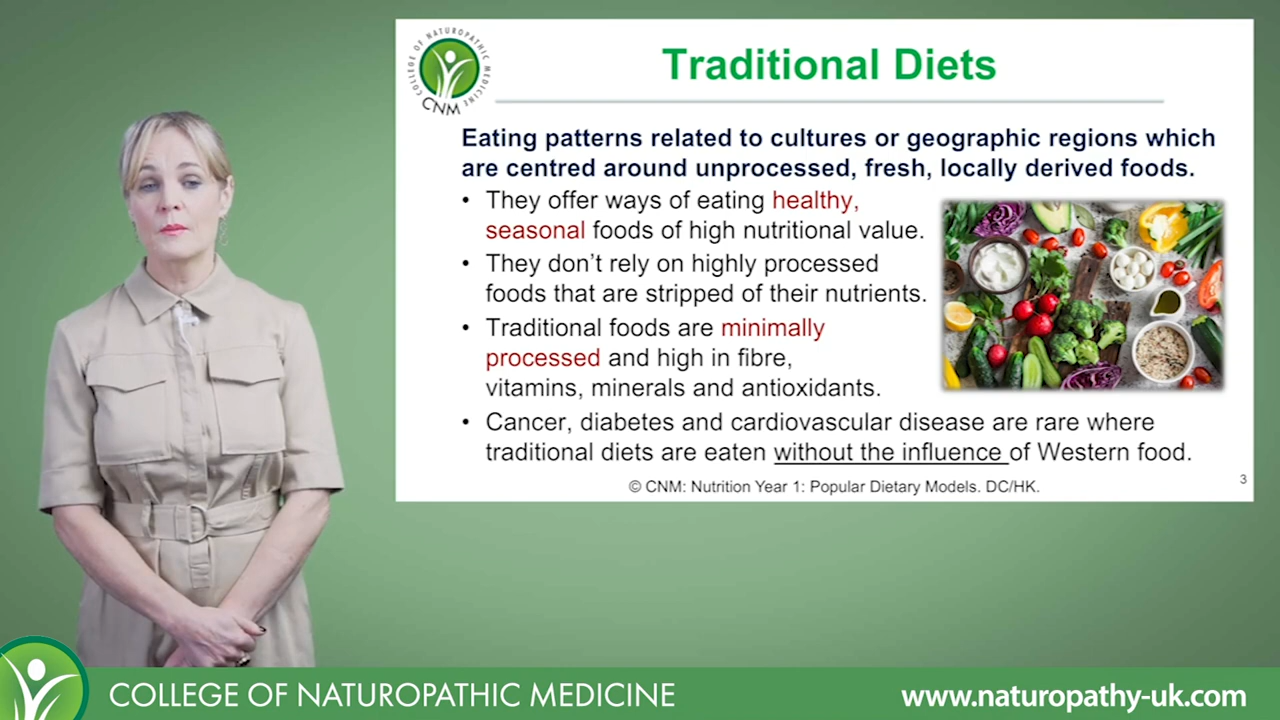 COLLEGE OF NATUROPATHIC MEDICINE
CNM
Traditional Diets
Eating patterns related to cultures or geographic regions which
are centred around unprocessed, fresh, locally derived foods.
• They offer ways of eating healthy,
seasonal foods of high nutritional value.
• They don’t rely on highly processed
foods that are stripped of their nutrients.
• Traditional foods are minimally
processed and high in fibre,
vitamins, minerals and antioxidants.
• Cancer, diabetes and cardiovascular disease are rare where
traditional diets are eaten without the influence of Western food.
© CNM: Nutrition Year 1: Popular Dietary Models. DC/HK.
3
COLLEGE OF NATUROPATHIC MEDICINE
www.naturopathy-uk.com